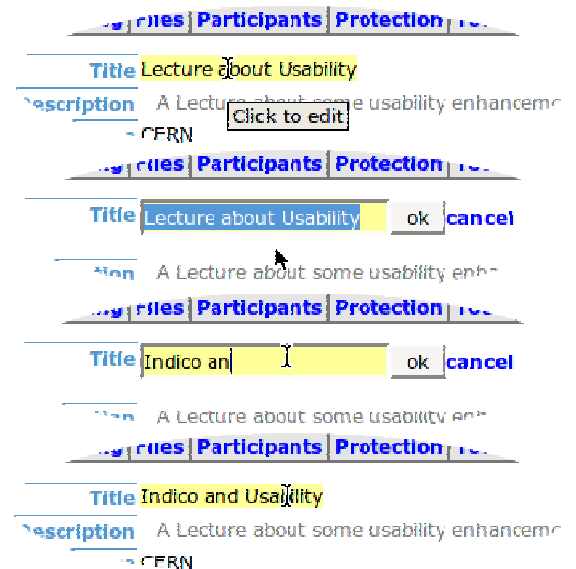 Files Participants Protection
Title Lecture about Usability
Description A Lecture about some usability
Click to edit
CERN
Files Participants Protection
Title Lecture about Usability ok cancel
A Lecture about some usability
Files Participants Protection
Title Indico an ok cancel
A Lecture about some usability
Files Participants Protection
Title Indico and Usability
Description A Lecture about some usability
CERN